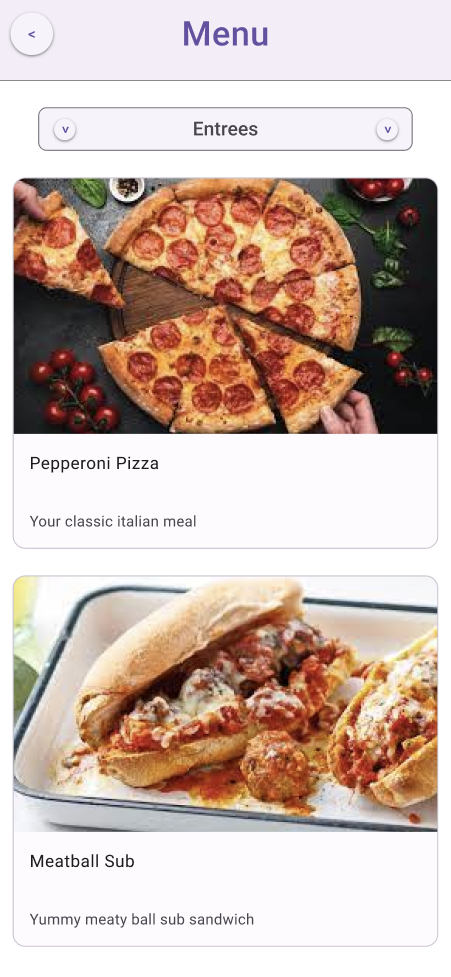 <
Menu
v Entrees v
Pepperoni Pizza
Your classic italian meal
Meatball Sub
Yummy meaty ball sub sandwich